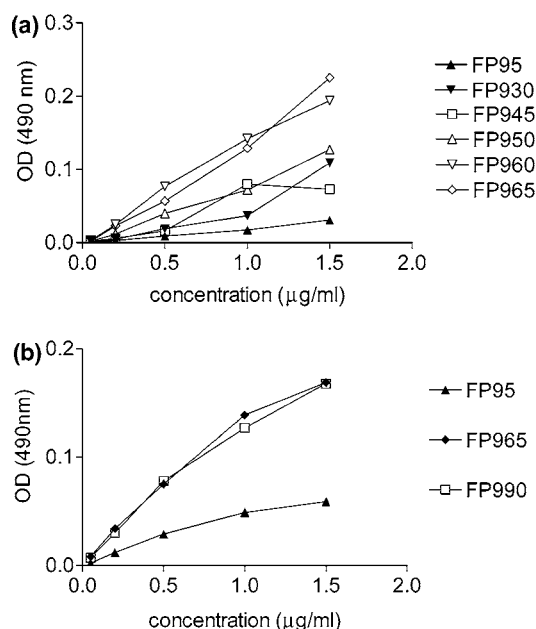 (a)
0.3
0.2
0.1
0.0
OD (490 nm)
0.0 0.5 1.0 1.5 2.0
concentration (μg/ml)
FP95
FP930
FP945
FP950
FP960
FP965
(b)
0.2
0.1
0.0
OD (490nm)
0.0 0.5 1.0 1.5 2.0
concentration (μg/ml)
FP95
FP965
FP990